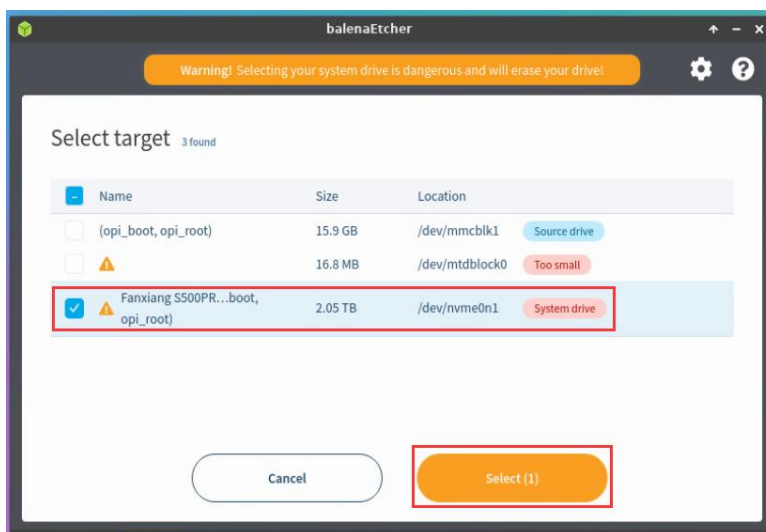 balenaEtcher
Warning! Selecting your system drive is dangerous and will erase your drive!
Select target 3 found
Name Size Location
(opi_boot, opi_root) 15.9 GB /dev/mmcblk1 Source drive
16.8 MB /dev/mtdblock0 Too small
Fanxiang S500PR...boot,
opi_root) 2.05 TB /dev/nvme0n1 System drive
Cancel Select (1)